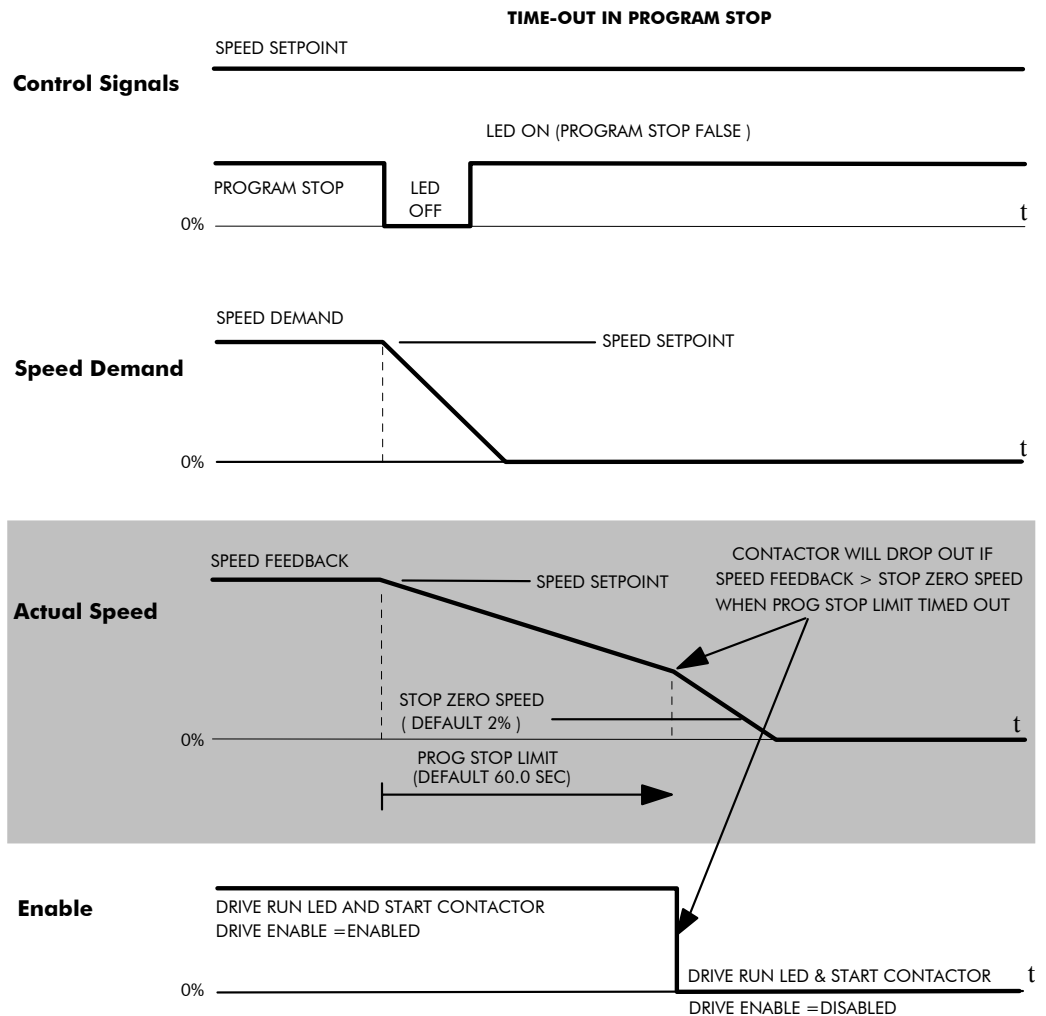 TIME-OUT IN PROGRAM STOP
SPEED SETPOINT
Control Signals
LED ON (PROGRAM STOP FALSE )
PROGRAM STOP
LED
OFF
t
0%
SPEED DEMAND
SPEED SETPOINT
Speed Demand
t
0%
SPEED FEEDBACK
SPEED SETPOINT
CONTACTOR WILL DROP OUT IF
SPEED FEEDBACK > STOP ZERO SPEED
WHEN PROG STOP LIMIT TIMED OUT
Actual Speed
STOP ZERO SPEED
( DEFAULT 2% )
t
0%
PROG STOP LIMIT
(DEFAULT 60.0 SEC)
Enable
DRIVE RUN LED AND START CONTACTOR
DRIVE ENABLE =ENABLED
DRIVE RUN LED & START CONTACTOR
t
0%
DRIVE ENABLE =DISABLED